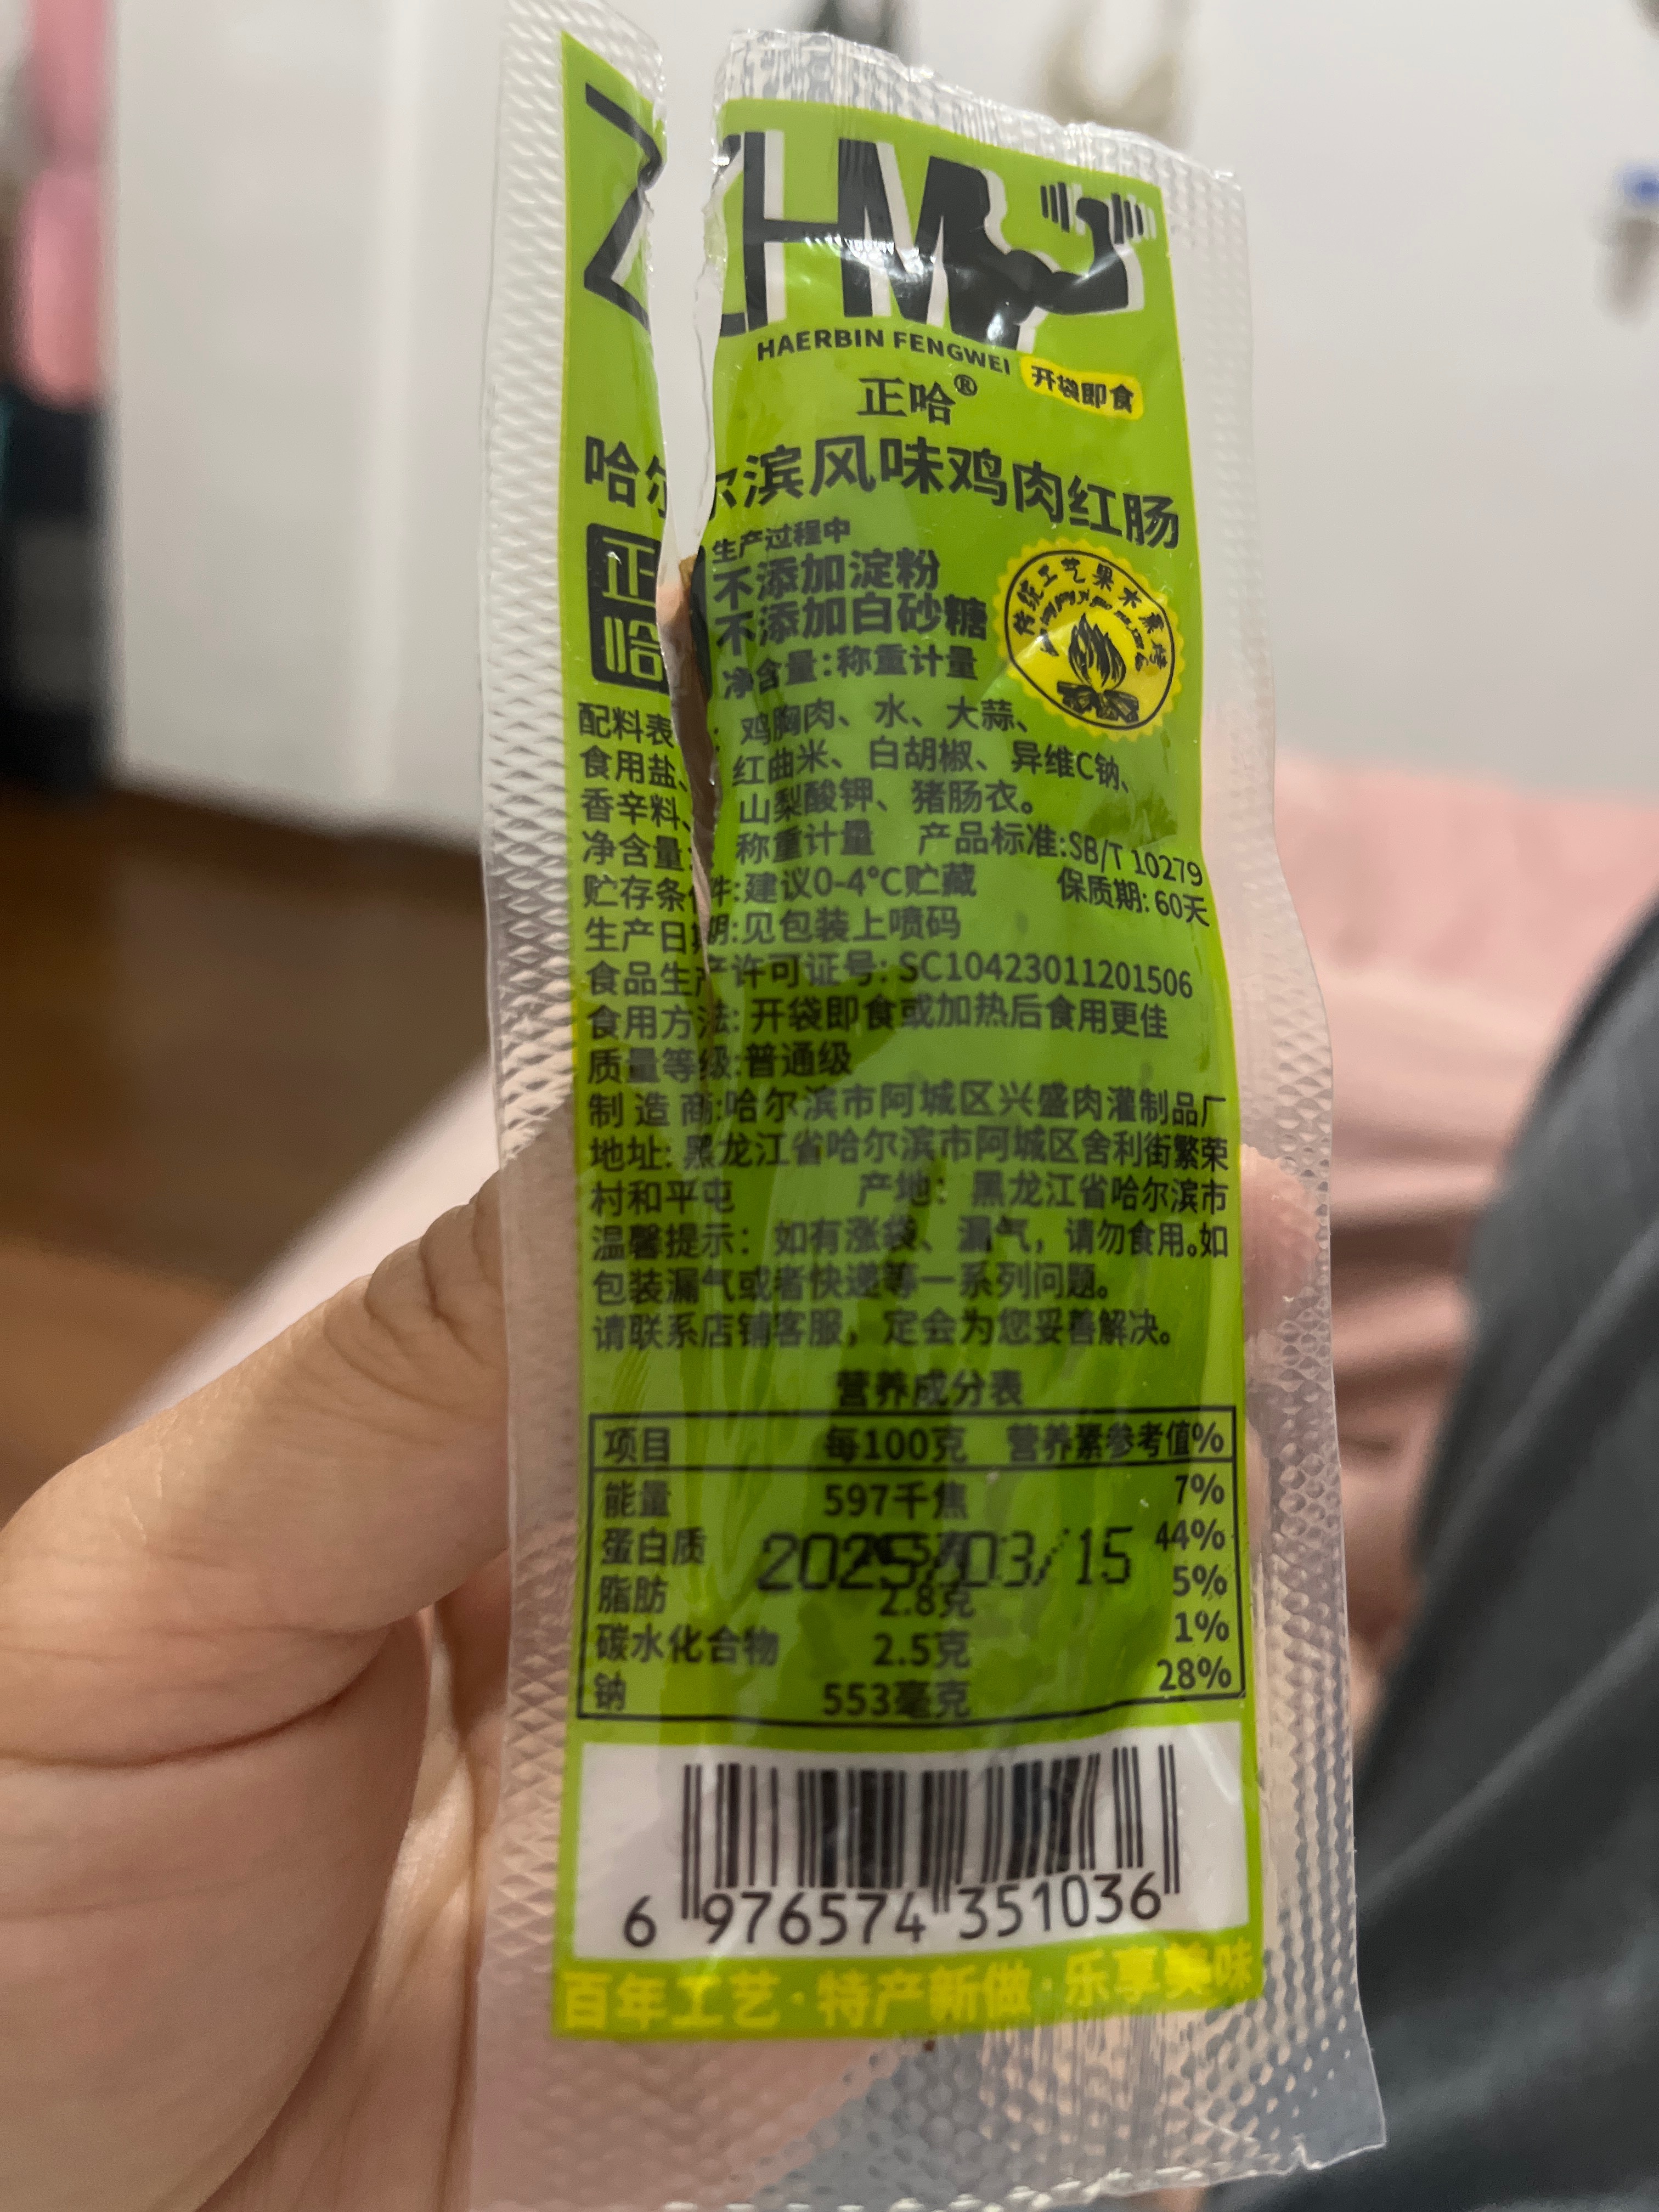 ZHM
HAERBIN FENGWEI
开袋即食
正哈®
哈尔滨风味鸡肉红肠
正哈
生产过程中
不添加淀粉
不添加白砂糖
净含量:称重计量
传统工艺果木熏烤
配料表:鸡胸肉、水、大蒜、
食用盐、红曲米、白胡椒、异维C钠、
香辛料、山梨酸钾、猪肠衣。
净含量:称重计量 产品标准:SB/T 10279
贮存条件:建议0-4℃贮藏 保质期:60天
生产日期:见包装上喷码
食品生产许可证号:SC10423011201506
食用方法:开袋即食或加热后食用更佳
质量等级:普通级
制造商:哈尔滨市阿城区兴盛肉灌制品厂
地址:黑龙江省哈尔滨市阿城区舍利街繁荣
村和平屯 产地:黑龙江省哈尔滨市
温馨提示:如有涨袋、漏气,请勿食用。如
包装漏气或者快递等一系列问题。
请联系店铺客服,定会为您妥善解决。
营养成分表
项目 每100克 营养素参考值%
能量 597千焦 7%
蛋白质 44%
2025/03/15
脂肪 2.8克 5%
碳水化合物 2.5克 1%
钠 553毫克 28%
6 976574 351036
百年工艺·特产新做·乐享美味